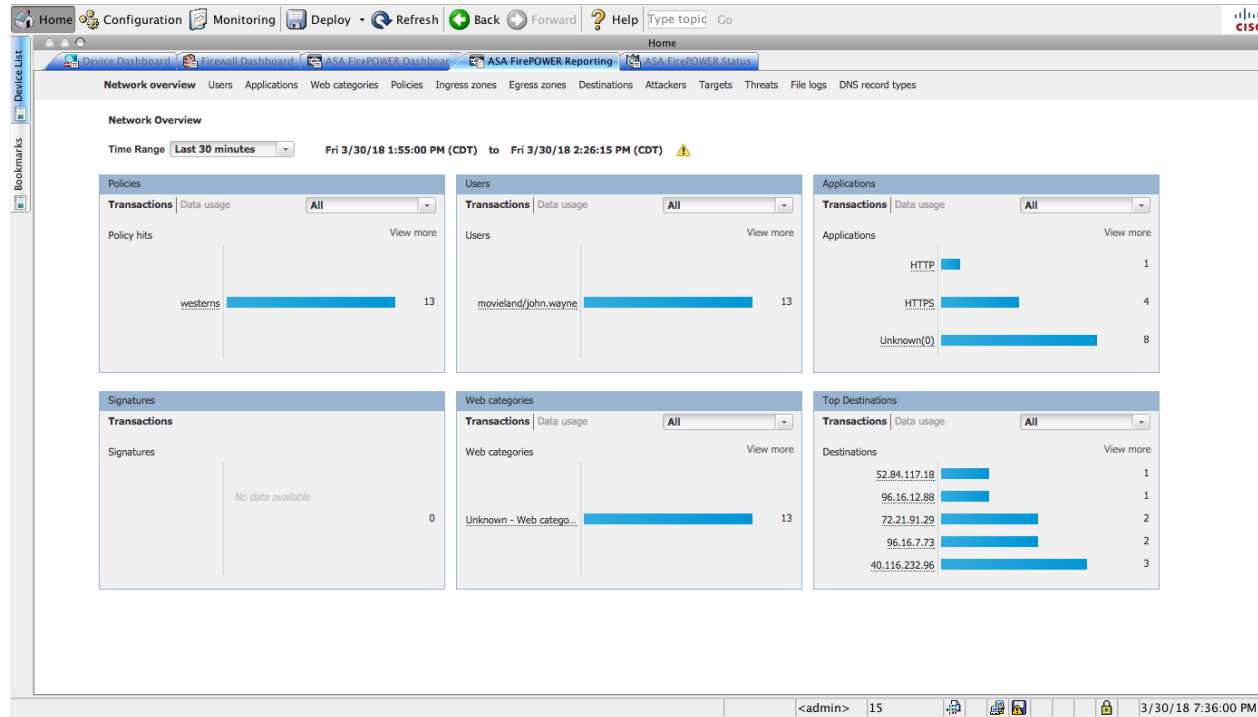 Home Configuration Monitoring Deploy Refresh Back Forward Help Type topic Go
Home
Device List
Bookmarks
Device Dashboard Firewall Dashboard ASA FirePOWER Dashboar ASA FirePOWER Reporting ASA FirePOWER Status
Network overview Users Applications Web categories Policies Ingress zones Egress zones Destinations Attackers Targets Threats File logs DNS record types
Network Overview
Time Range Last 30 minutes Fri 3/30/18 1:55:00 PM (CDT) to Fri 3/30/18 2:26:15 PM (CDT)
Policies
Transactions Data usage All
Policy hits View more
westerns 13
Users
Transactions Data usage All
Users View more
movieland/john.wayne 13
Applications
Transactions Data usage All
Applications View more
HTTP 1
HTTPS 4
Unknown(0) 8
Signatures
Transactions
Signatures
No data available
0
Web categories
Transactions Data usage All
Web categories View more
Unknown - Web catego... 13
Top Destinations
Transactions Data usage All
Destinations View more
52.84.117.18 1
96.16.12.88 1
72.21.91.29 2
96.16.7.73 2
40.116.232.96 3
<admin> 15 3/30/18 7:36:00 PM